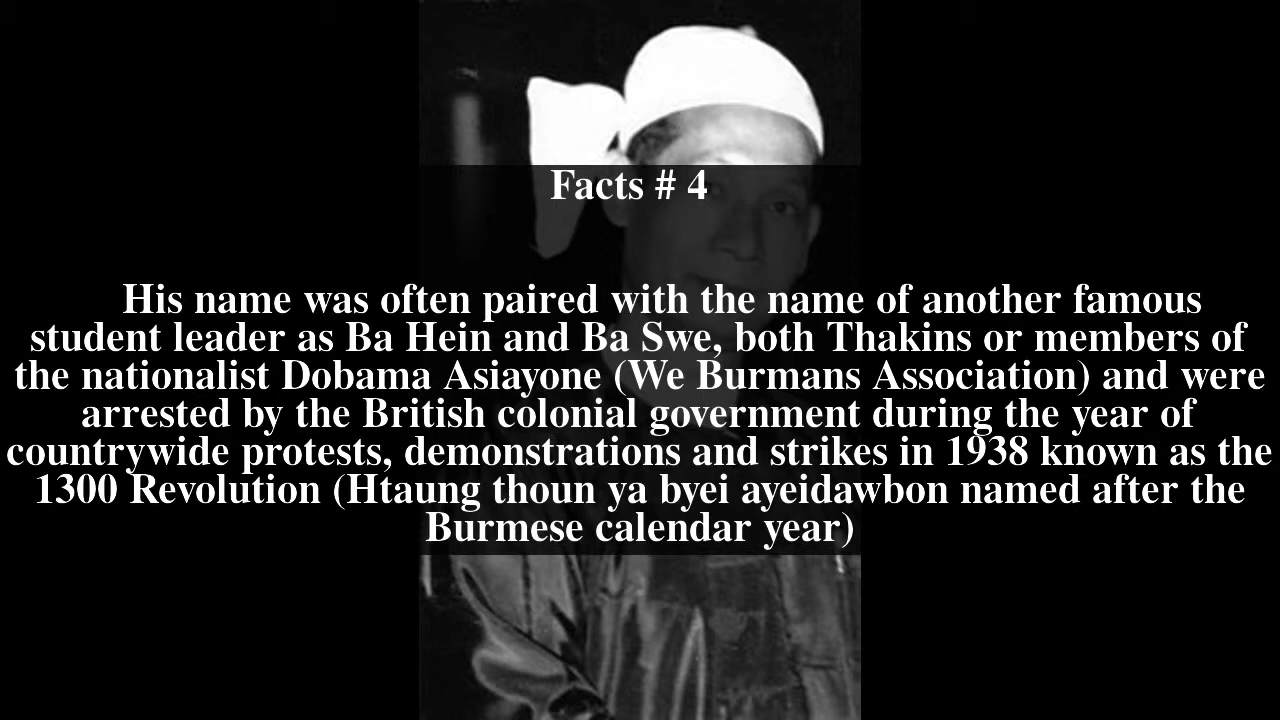 Facts # 4
His name was often paired with the name of another famous
student leader as Ba Hein and Ba Swe, both Thakins or members of
the nationalist Dobama Asiayone (We Burmans Association) and were
arrested by the British colonial government during the year of
countrywide protests, demonstrations and strikes in 1938 known as the
1300 Revolution (Htaung thoun ya byei ayeidawbon named after the
Burmese calendar year)